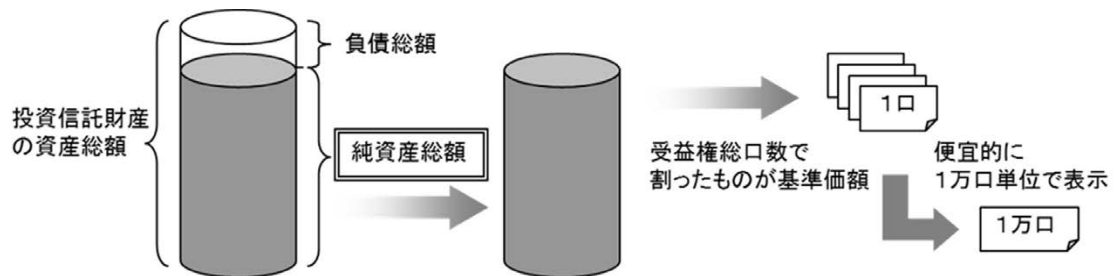 負債総額
投資信託財産
の資産総額
純資産総額
受益権総口数で
割ったものが基準価額
1口
便宜的に
1万口単位で表示
1万口